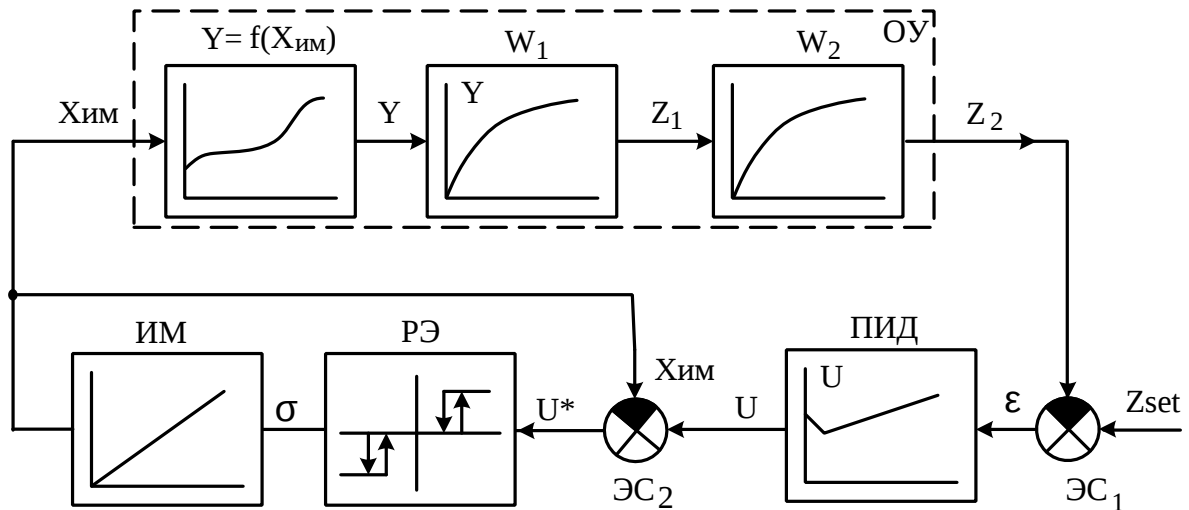 ОУ
Y= f(Xим)
W1
W2
Xим
Y
Y
Z1
Z2
ИМ
РЭ
ПИД
Xим
U
σ
U*
U
ε
Zset
ЭС2
ЭС1